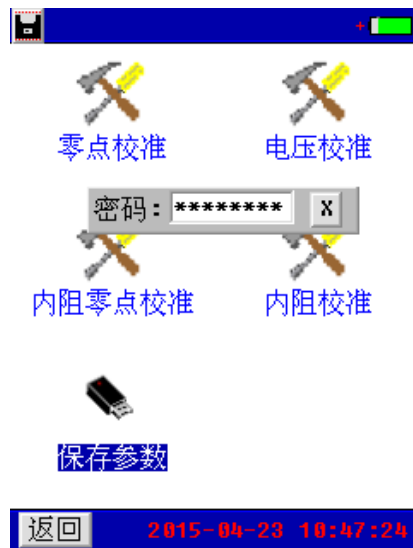 +
零点校准 电压校准
密码: ******** X
内阻零点校准 内阻校准
保存参数
返回 2015-04-23 10:47:24